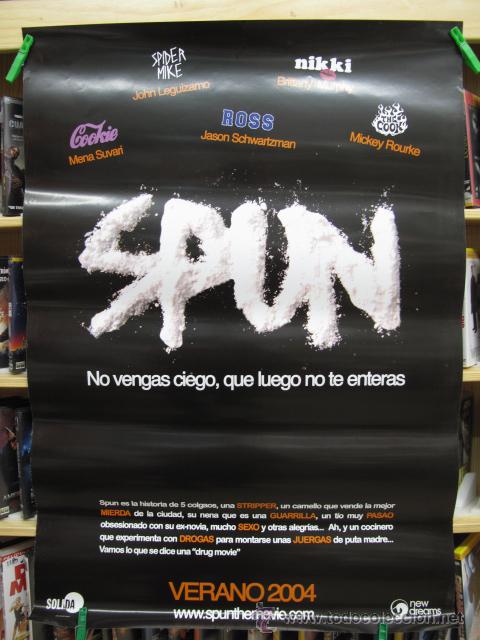 SPIDER
MIKE
John Leguizamo
nikki
Brittany Murphy
Cookie
Mena Suvari
ROSS
Jason Schwartzman
THE
COOK
Mickey Rourke
SPUN
No vengas ciego, que luego no te enteras
Spun es la historia de 5 colgaos, una STRIPPER, un camello que vende la mejor
MIERDA de la ciudad, su nena que es una GUARRILLA, un tío muy PASAO
obsesionado con su ex-novia, mucho SEXO y otras alegrías... Ah, y un cocinero
que experimenta con DROGAS para montarse unas JUERGAS de puta madre...
Vamos lo que se dice una "drug movie"
VERANO 2004
www.spunthemovie.com
SOLIDA
new
dreams
www.todocoleccion.net